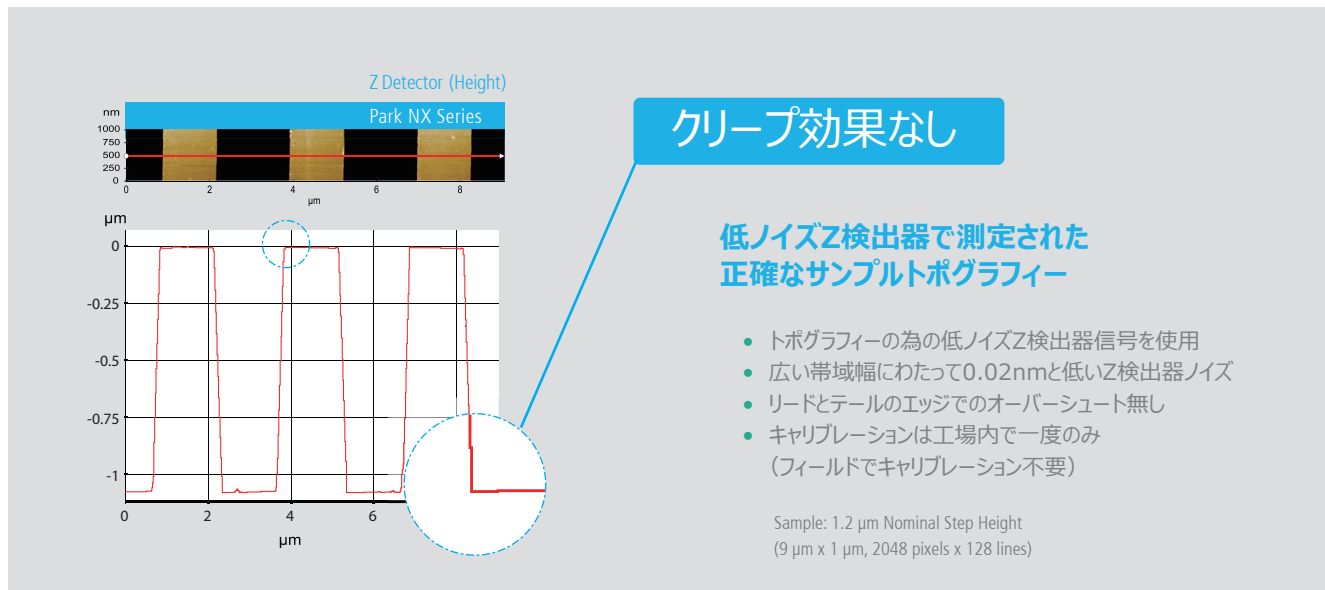 Z Detector (Height)
Park NX Series
nm
1000
750
500
250
0
0 2 4 6 8
µm
µm
0
-0.25
-0.5
-0.75
-1
0 2 4 6
µm
クリープ効果なし
低ノイズZ検出器で測定された
正確なサンプルトポグラフィー
• トポグラフィーの為の低ノイズZ検出器信号を使用
• 広い帯域幅にわたって0.02nmと低いZ検出器ノイズ
• リードとテールのエッジでのオーバーシュート無し
• キャリブレーションは工場内で一度のみ
（フィールドでキャリブレーション不要）
Sample: 1.2 µm Nominal Step Height
(9 µm x 1 µm, 2048 pixels x 128 lines)